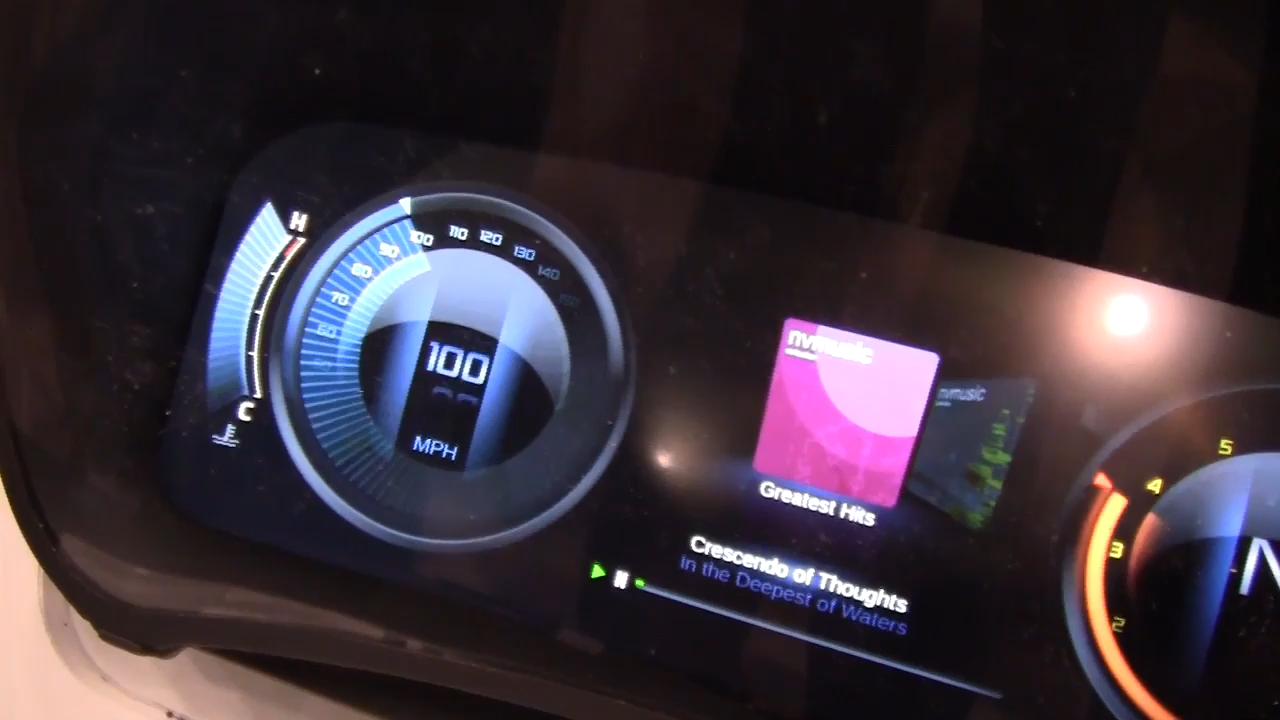 H
C
100
110
120
130
140
90
80
70
60
100
MPH
nvmusic
nvmusic
Greatest Hits
Crescendo of Thoughts
in the Deepest of Waters
5
4
3
2
N